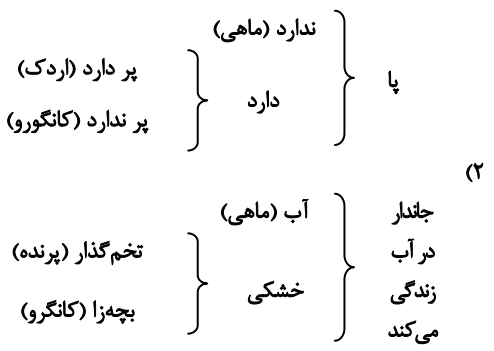 ندارد (ماهی)
پا
دارد
پر دارد (اردک)
پر ندارد (کانگورو)
۲)
جاندار
در آب
زندگی
می‌کند
آب (ماهی)
خشکی
تخم‌گذار (پرنده)
بچه‌زا (کانگرو)